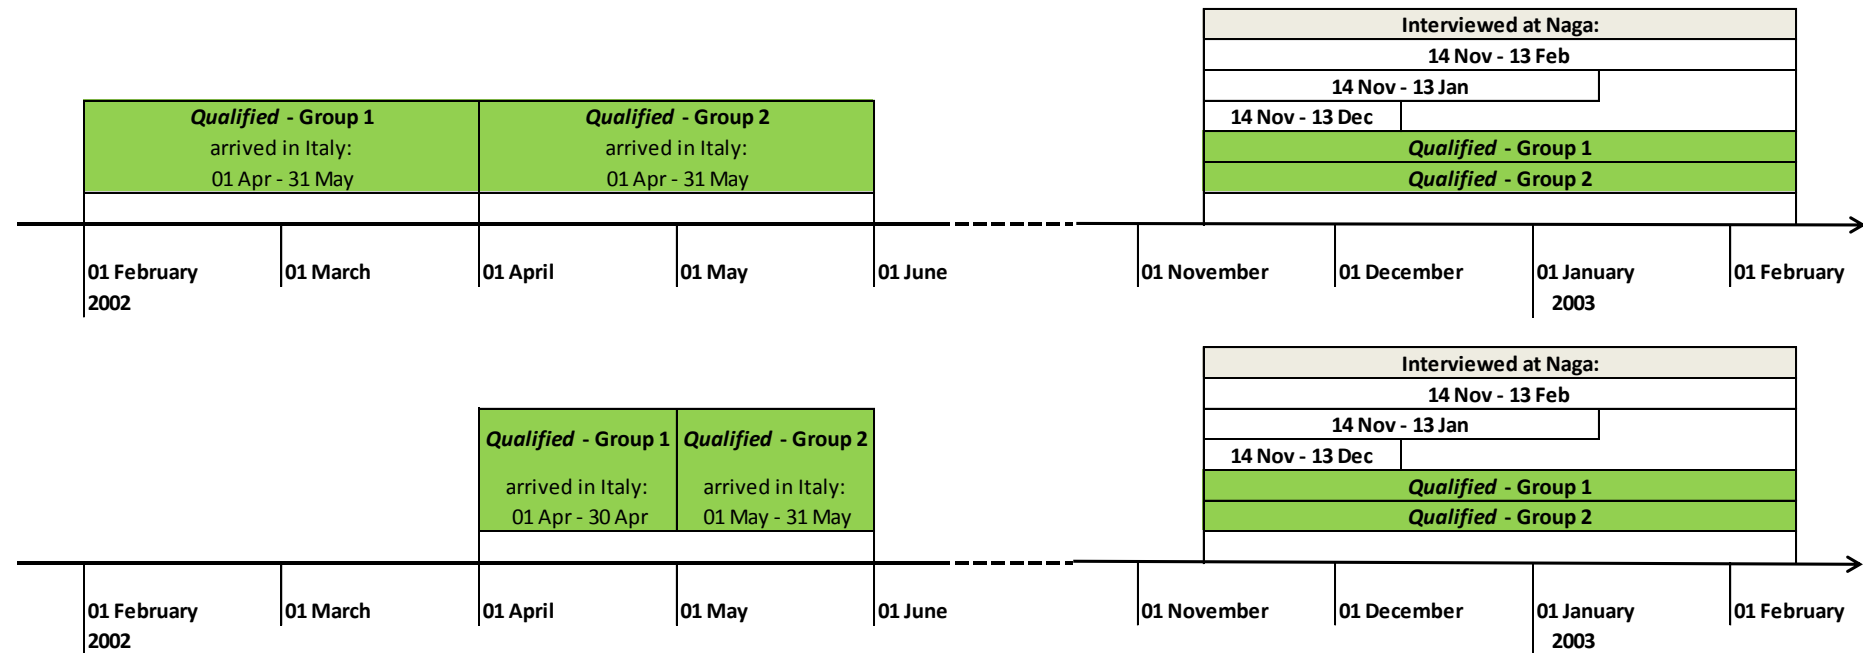 Interviewed at Naga:
14 Nov - 13 Feb
14 Nov - 13 Jan
14 Nov - 13 Dec
Qualified - Group 1
Qualified - Group 2
Qualified - Group 1
arrived in Italy:
01 Apr - 31 May
Qualified - Group 2
arrived in Italy:
01 Apr - 31 May
01 February
2002
01 March
01 April
01 May
01 June
01 November
01 December
01 January
2003
01 February
Interviewed at Naga:
14 Nov - 13 Feb
14 Nov - 13 Jan
14 Nov - 13 Dec
Qualified - Group 1
Qualified - Group 2
Qualified - Group 1
arrived in Italy:
01 Apr - 30 Apr
Qualified - Group 2
arrived in Italy:
01 May - 31 May
01 February
2002
01 March
01 April
01 May
01 June
01 November
01 December
01 January
2003
01 February